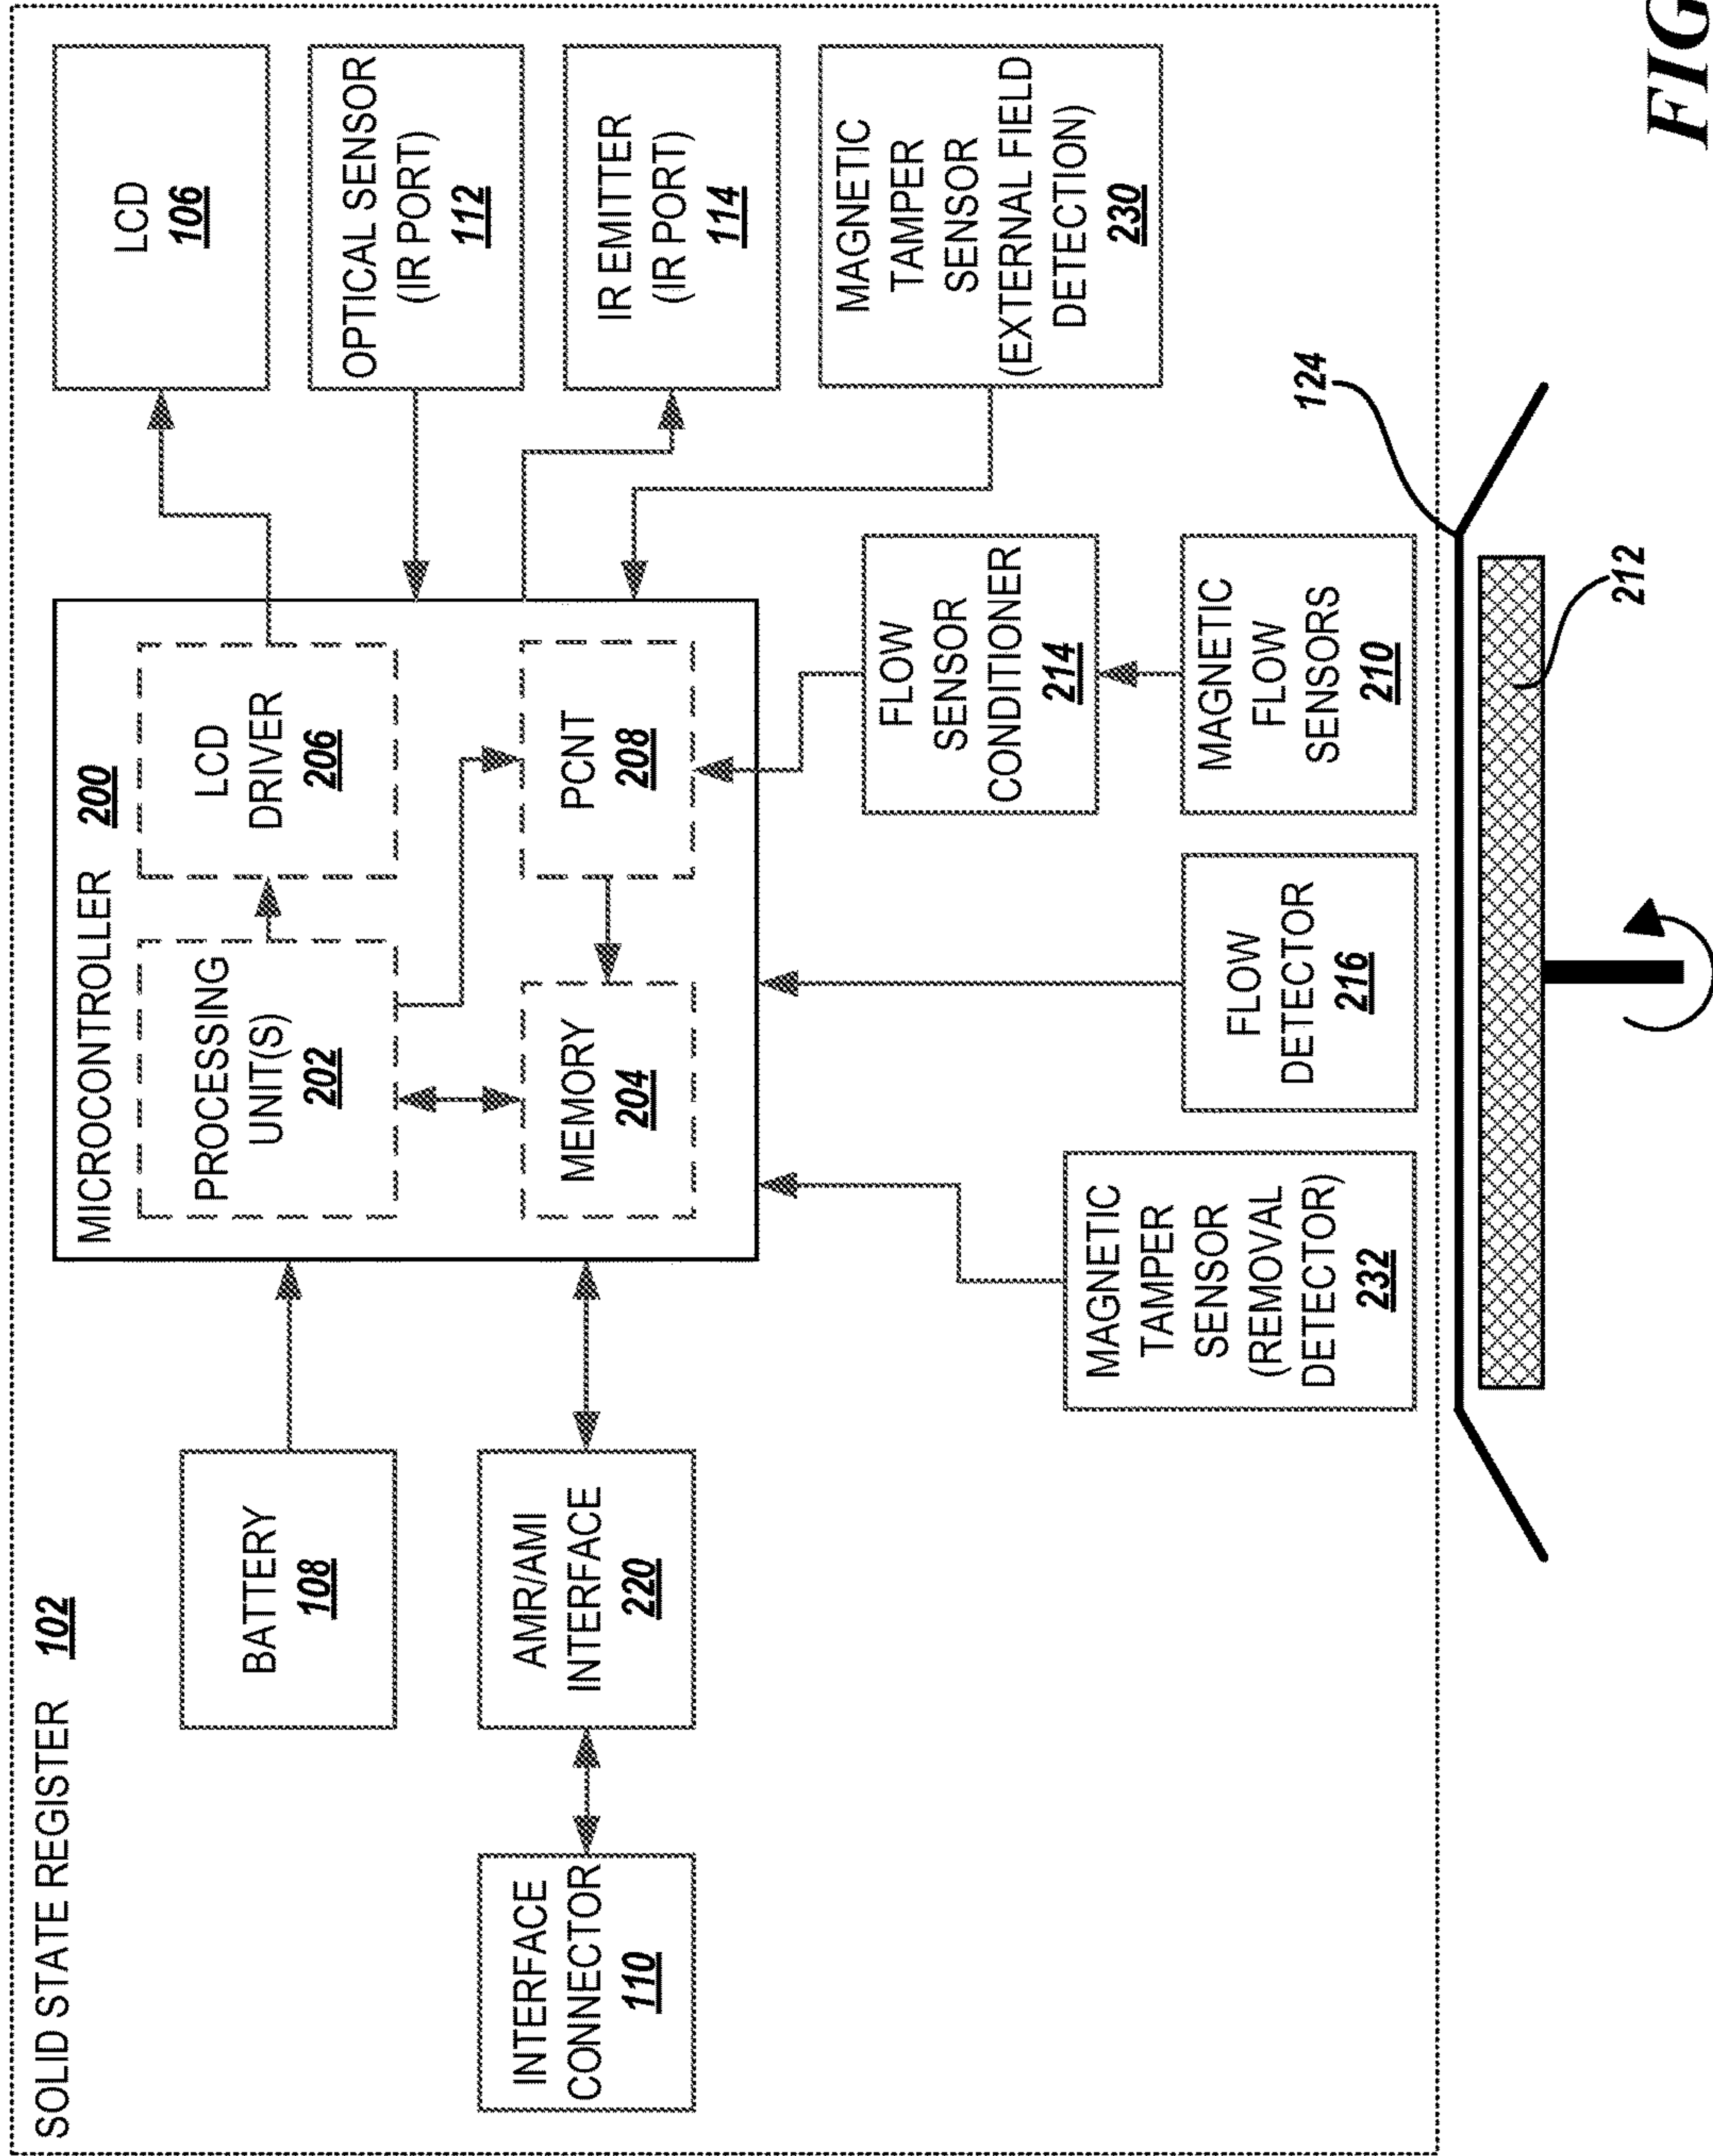 SOLID STATE REGISTER 102
BATTERY
108
AMR/AMI
INTERFACE
220
INTERFACE
CONNECTOR
110
MICROCONTROLLER 200
PROCESSING
UNIT(S)
202
LCD
DRIVER
206
MEMORY
204
PCNT
208
LCD
106
OPTICAL SENSOR
(IR PORT)
112
IR EMITTER
(IR PORT)
114
MAGNETIC
TAMPER
SENSOR
(EXTERNAL FIELD
DETECTION)
230
MAGNETIC
TAMPER
SENSOR
(REMOVAL
DETECTOR)
232
FLOW
DETECTOR
216
FLOW
SENSOR
CONDITIONER
214
MAGNETIC
FLOW
SENSORS
210
124
212
FIG